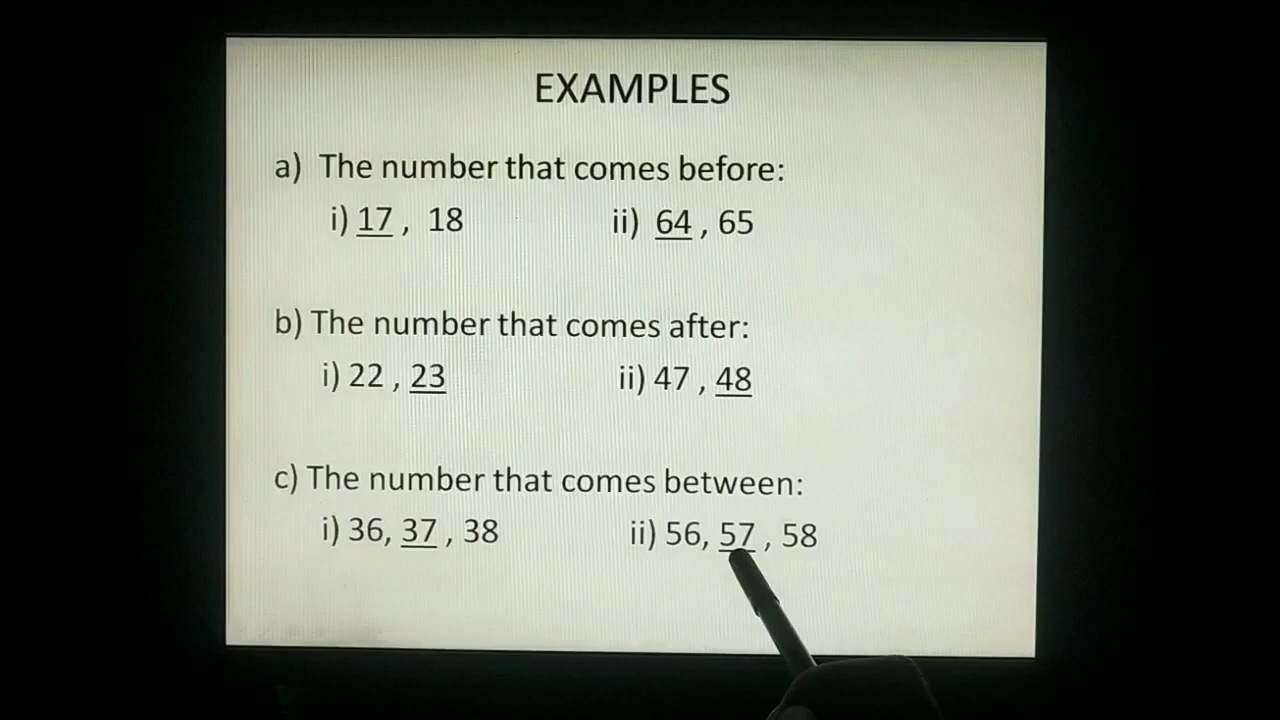 EXAMPLES
a) The number that comes before:
i) 17 , 18 ii) 64 , 65
b) The number that comes after:
i) 22 , 23 ii) 47 , 48
c) The number that comes between:
i) 36, 37 , 38 ii) 56, 57 , 58